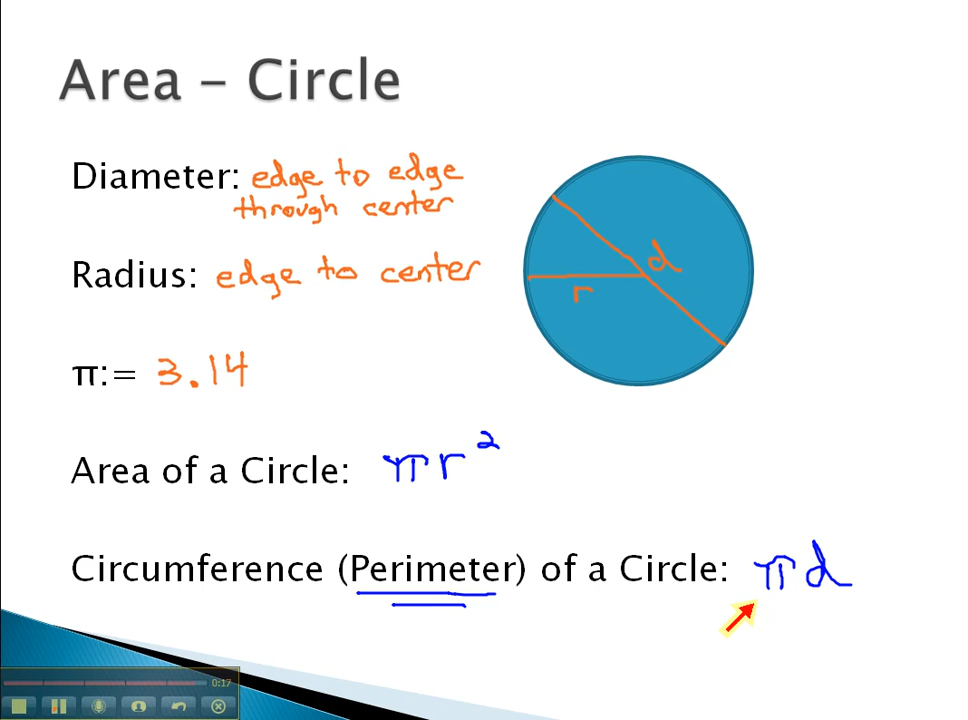 Area – Circle
Diameter: edge to edge
through center
Radius: edge to center
d
r
π:= 3.14
Area of a Circle: πr²
Circumference (Perimeter) of a Circle: πd
0:17